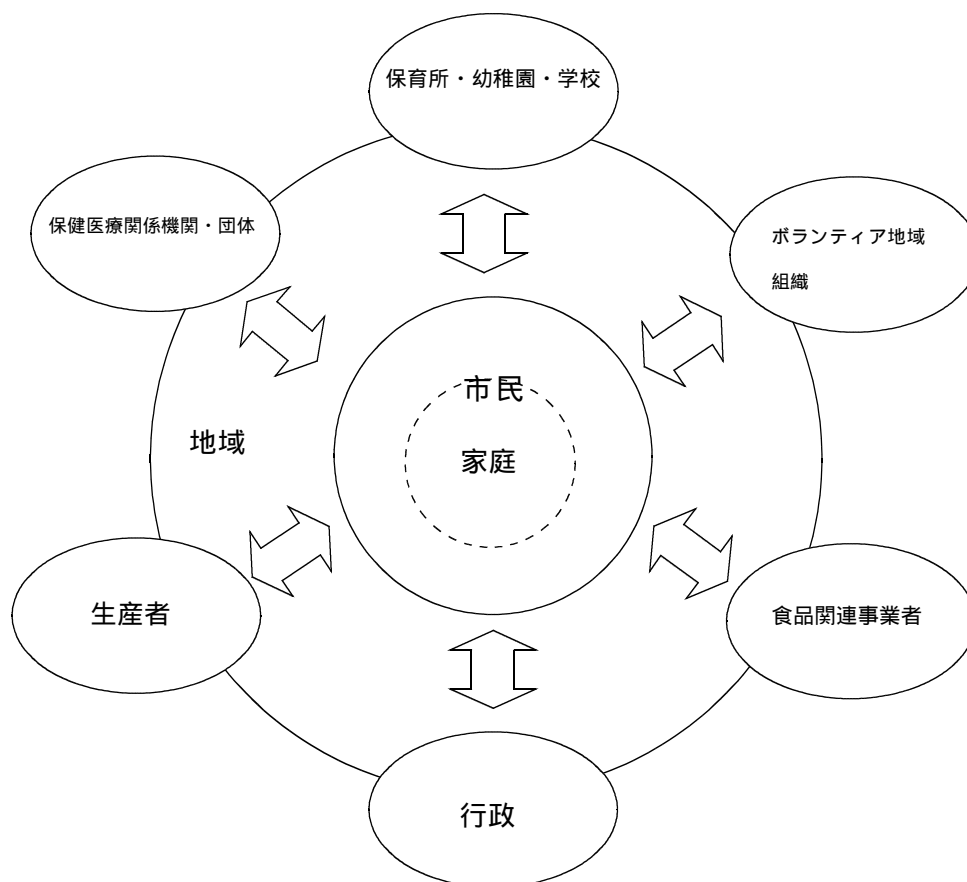 保育所・幼稚園・学校
保健医療関係機関・団体
ボランティア地域
組織
市民
地域
家庭
生産者
食品関連事業者
行政